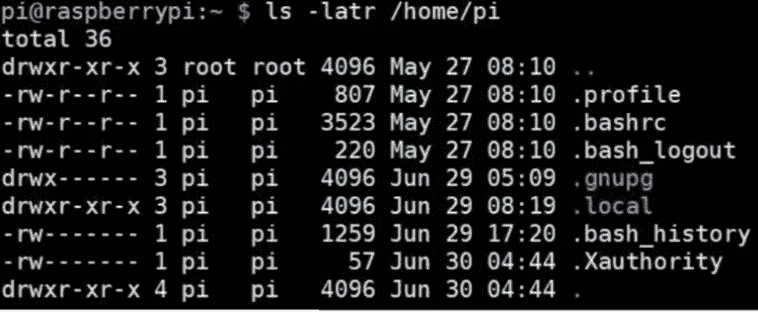 pi@raspberrypi:~ $ ls -latr /home/pi
total 36
drwxr-xr-x 3 root root 4096 May 27 08:10 ..
-rw-r--r-- 1 pi   pi    807 May 27 08:10 .profile
-rw-r--r-- 1 pi   pi   3523 May 27 08:10 .bashrc
-rw-r--r-- 1 pi   pi    220 May 27 08:10 .bash_logout
drwx------ 3 pi   pi   4096 Jun 29 05:09 .gnupg
drwxr-xr-x 3 pi   pi   4096 Jun 29 08:19 .local
-rw------- 1 pi   pi   1259 Jun 29 17:20 .bash_history
-rw------- 1 pi   pi     57 Jun 30 04:44 .Xauthority
drwxr-xr-x 4 pi   pi   4096 Jun 30 04:44 .